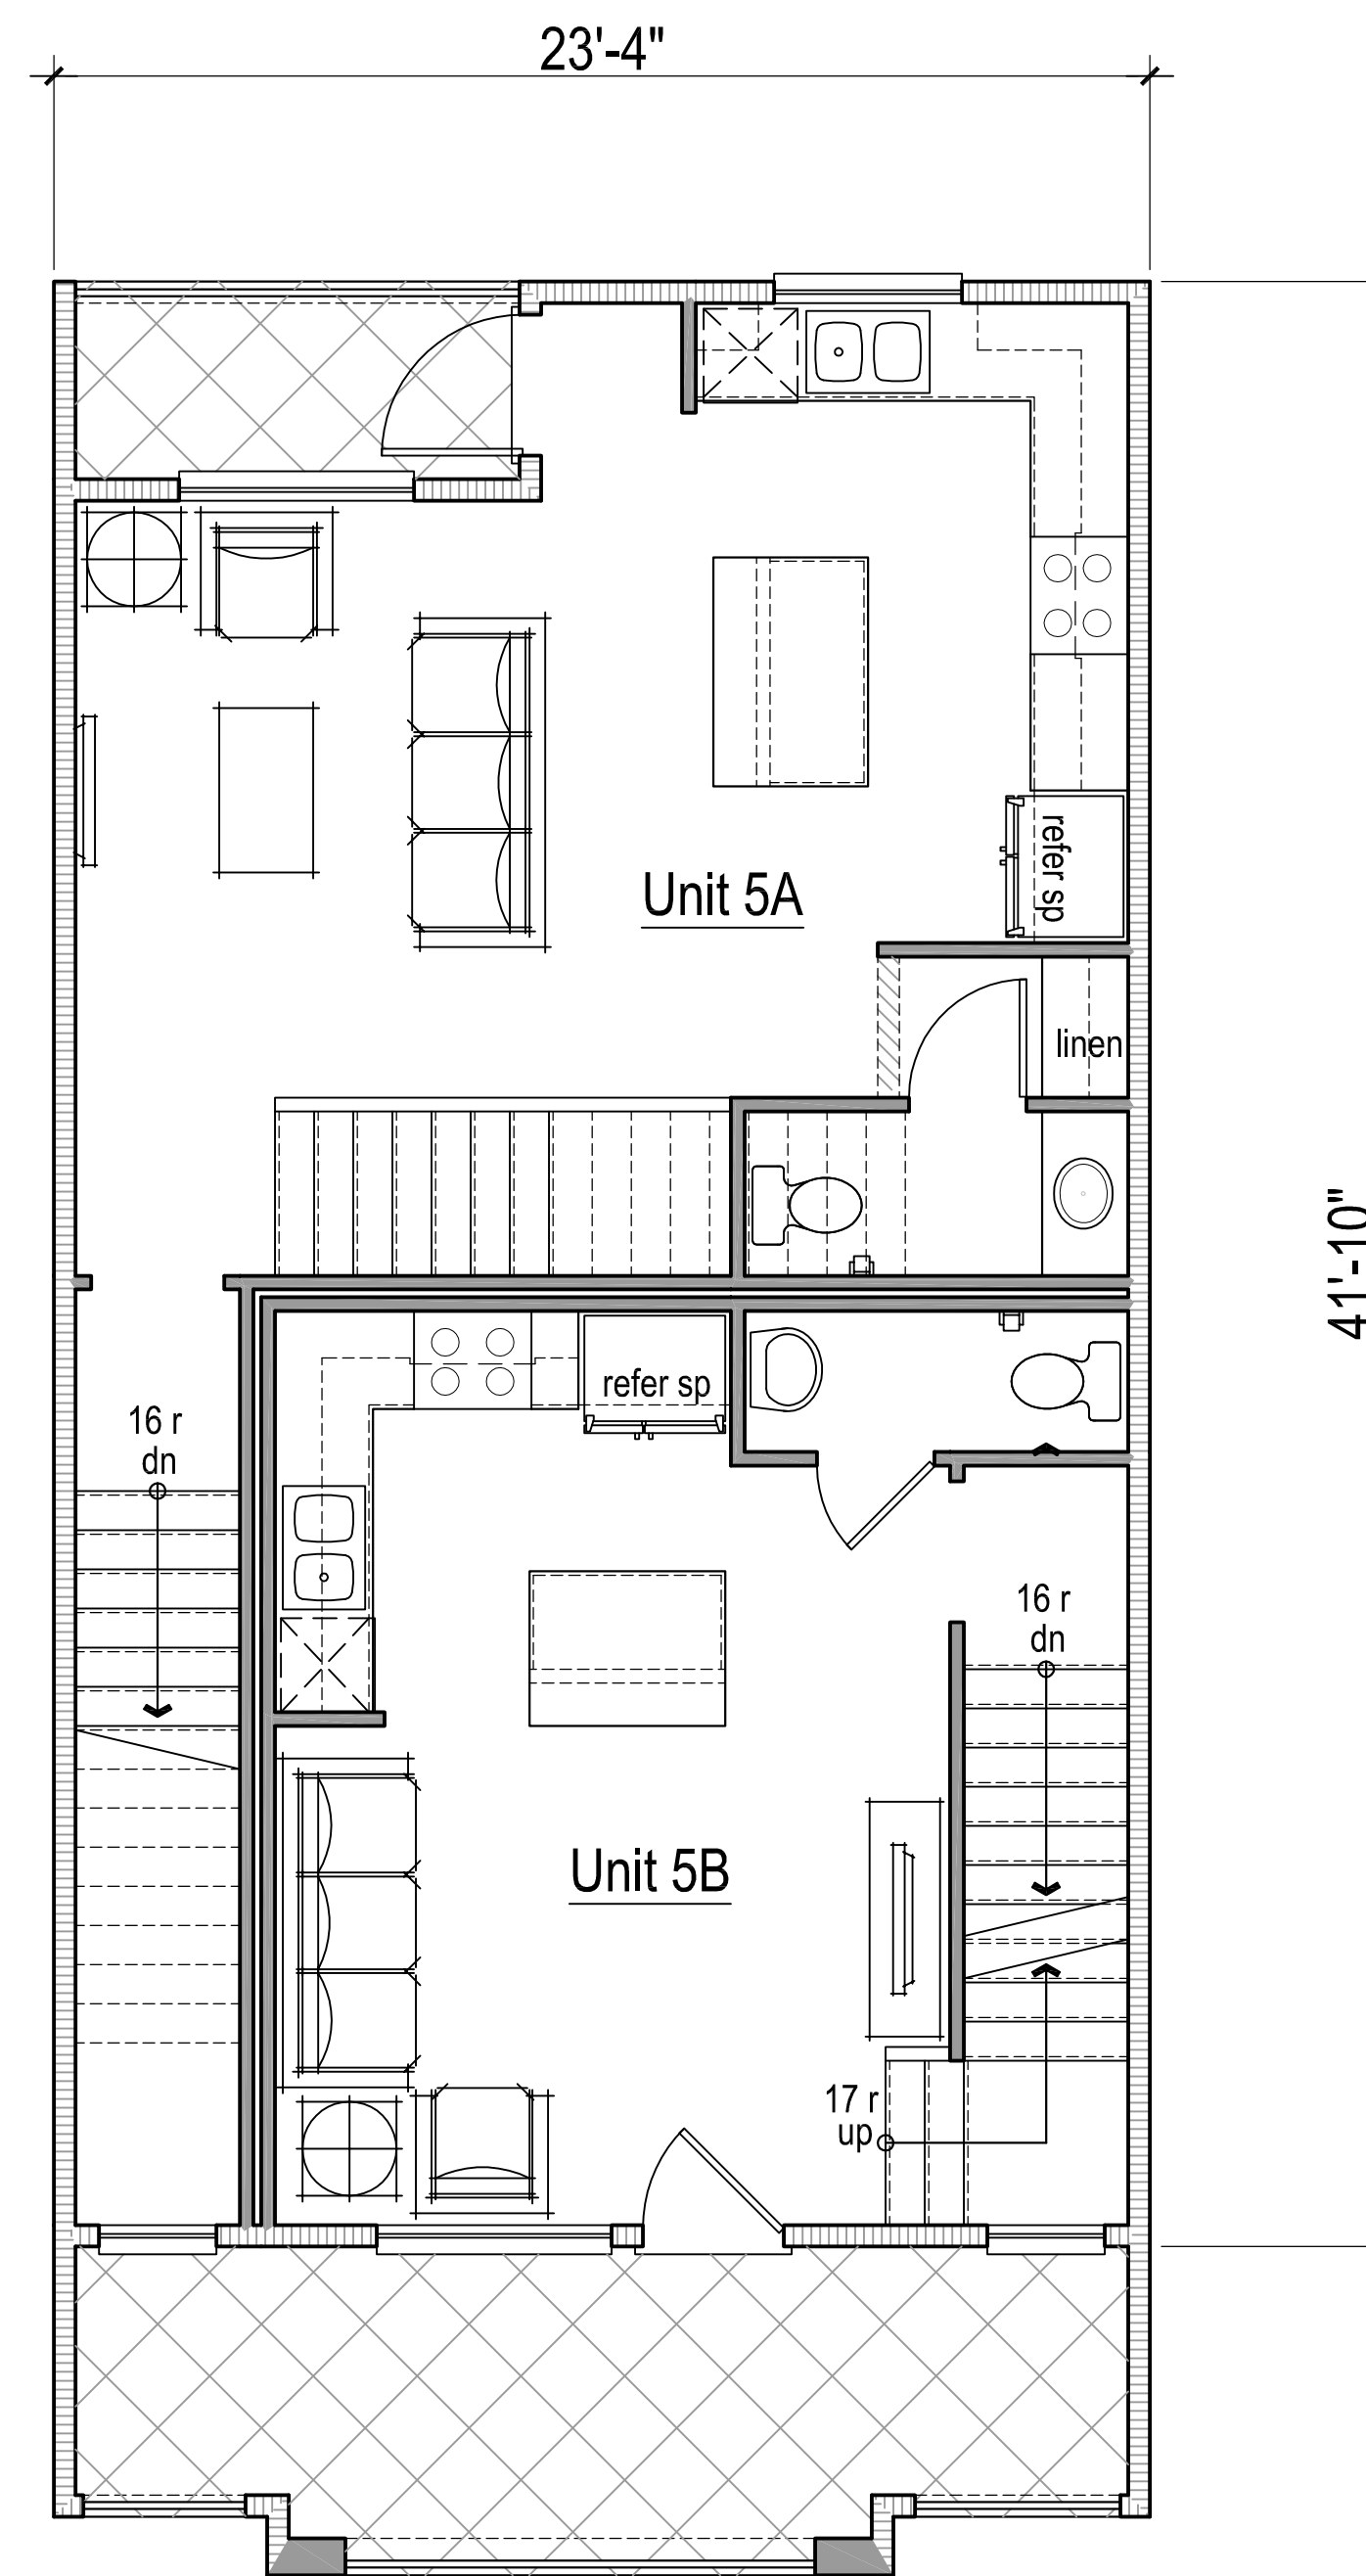 23'-4"
refer sp
Unit 5A
linen
41'-10"
refer sp
16 r
dn
16 r
dn
Unit 5B
17 r
up